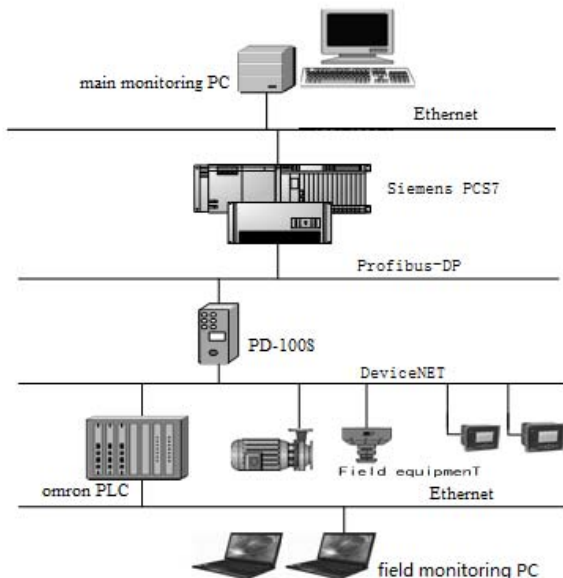 main monitoring PC
Ethernet
Siemens PCS7
Profibus-DP
PD-100S
DeviceNET
Field equipmenT
omron PLC
Ethernet
field monitoring PC